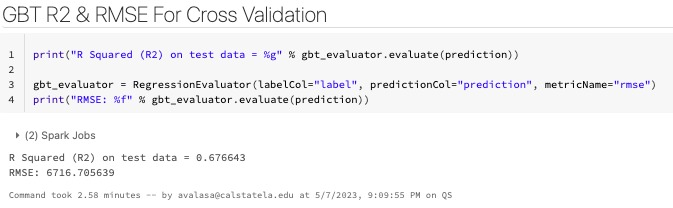 GBT R2 & RMSE For Cross Validation
1 print("R Squared (R2) on test data = %g" % gbt_evaluator.evaluate(prediction))
2
3 gbt_evaluator = RegressionEvaluator(labelCol="label", predictionCol="prediction", metricName="rmse")
4 print("RMSE: %f" % gbt_evaluator.evaluate(prediction))
(2) Spark Jobs
R Squared (R2) on test data = 0.676643
RMSE: 6716.705639
Command took 2.58 minutes -- by avalasa@calstatela.edu at 5/7/2023, 9:09:55 PM on QS